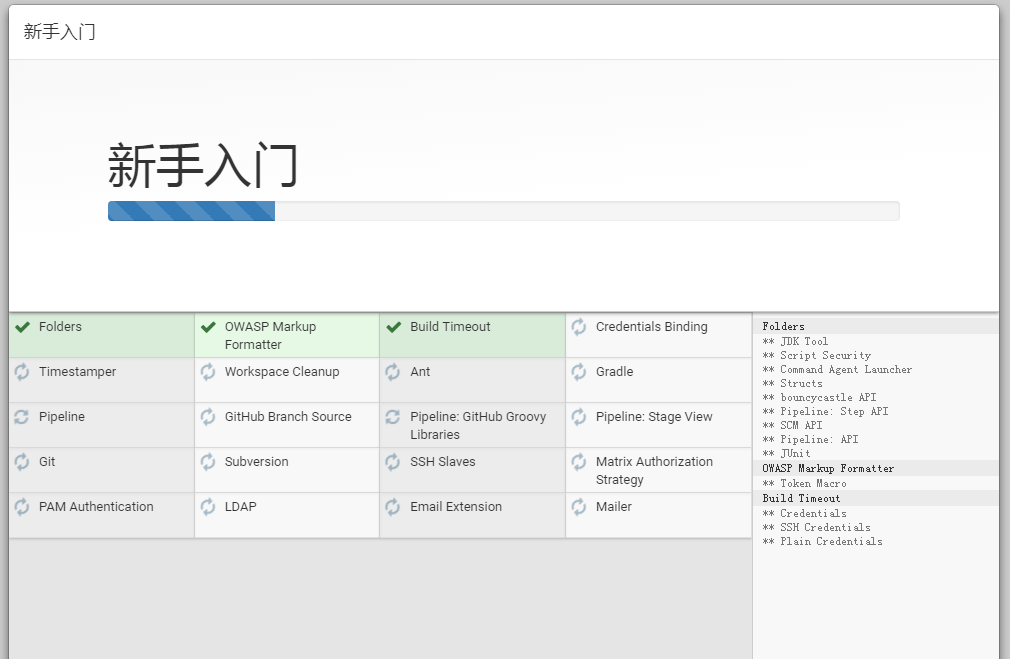 新手入门
新手入门
Folders
OWASP Markup
Formatter
Build Timeout
Credentials Binding
Timestamper
Workspace Cleanup
Ant
Gradle
Pipeline
GitHub Branch Source
Pipeline: GitHub Groovy
Libraries
Pipeline: Stage View
Git
Subversion
SSH Slaves
Matrix Authorization
Strategy
PAM Authentication
LDAP
Email Extension
Mailer
Folders
** JDK Tool
** Script Security
** Command Agent Launcher
** Structs
** bouncycastle API
** Pipeline: Step API
** SCM API
** Pipeline: API
** JUnit
OWASP Markup Formatter
** Token Macro
Build Timeout
** Credentials
** SSH Credentials
** Plain Credentials